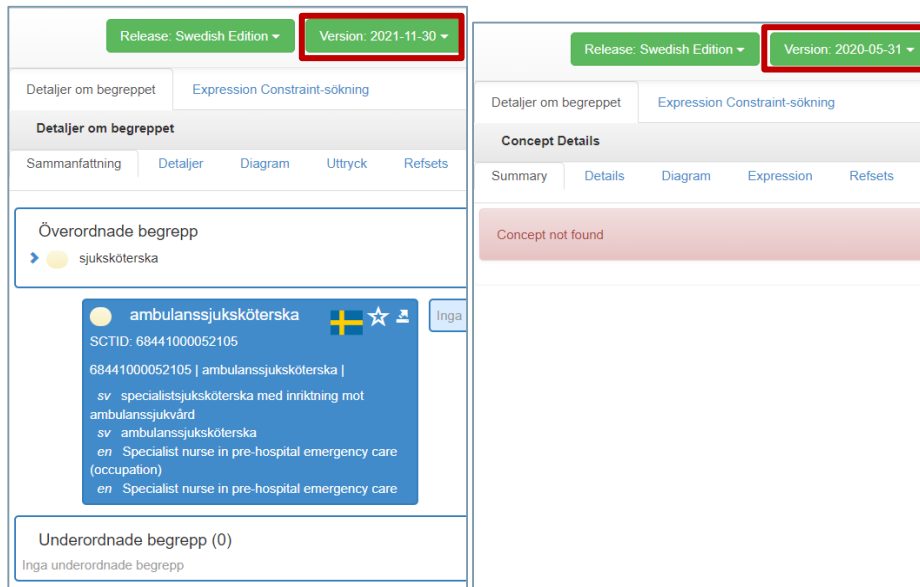 Release: Swedish Edition
Version: 2021-11-30
Detaljer om begreppet
Expression Constraint-sökning
Detaljer om begreppet
Sammanfattning
Detaljer
Diagram
Uttryck
Refsets
Överordnade begrepp
sjuksköterska
ambulanssjuksköterska
Inga
SCTID: 68441000052105
68441000052105 | ambulanssjuksköterska |
sv specialistsjuksköterska med inriktning mot
ambulanssjukvård
sv ambulanssjuksköterska
en Specialist nurse in pre-hospital emergency care
(occupation)
en Specialist nurse in pre-hospital emergency care
Underordnade begrepp (0)
Inga underordnade begrepp
Release: Swedish Edition
Version: 2020-05-31
Detaljer om begreppet
Expression Constraint-sökning
Concept Details
Summary
Details
Diagram
Expression
Refsets
Concept not found